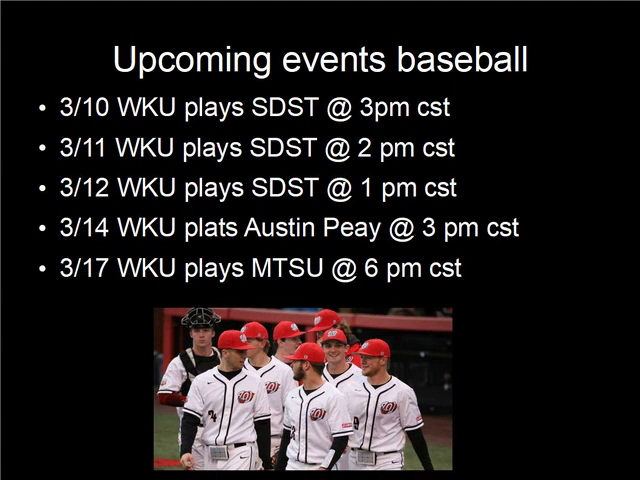 Upcoming events baseball
• 3/10 WKU plays SDST @ 3pm cst
• 3/11 WKU plays SDST @ 2 pm cst
• 3/12 WKU plays SDST @ 1 pm cst
• 3/14 WKU plats Austin Peay @ 3 pm cst
• 3/17 WKU plays MTSU @ 6 pm cst